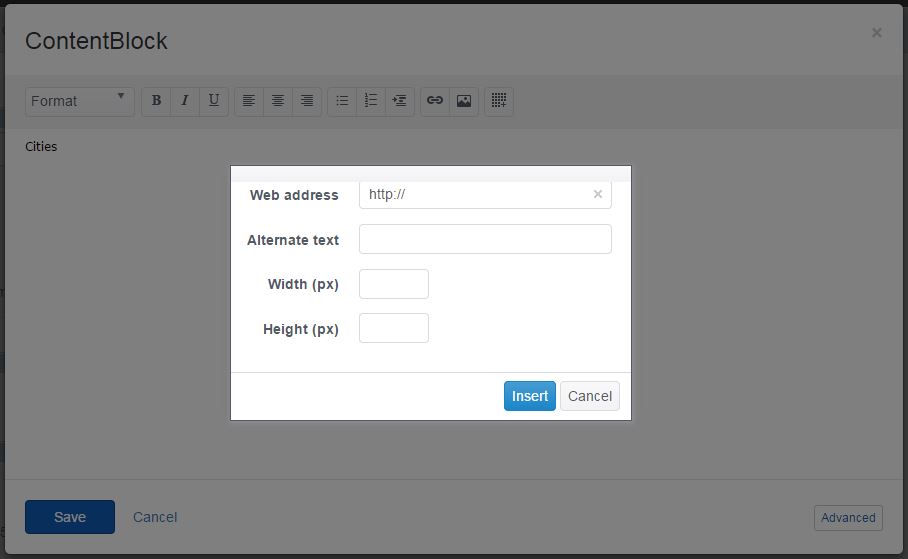 ContentBlock
×
Format
B I U
Cities
Web address http:// ×
Alternate text
Width (px)
Height (px)
Insert Cancel
Save Cancel Advanced